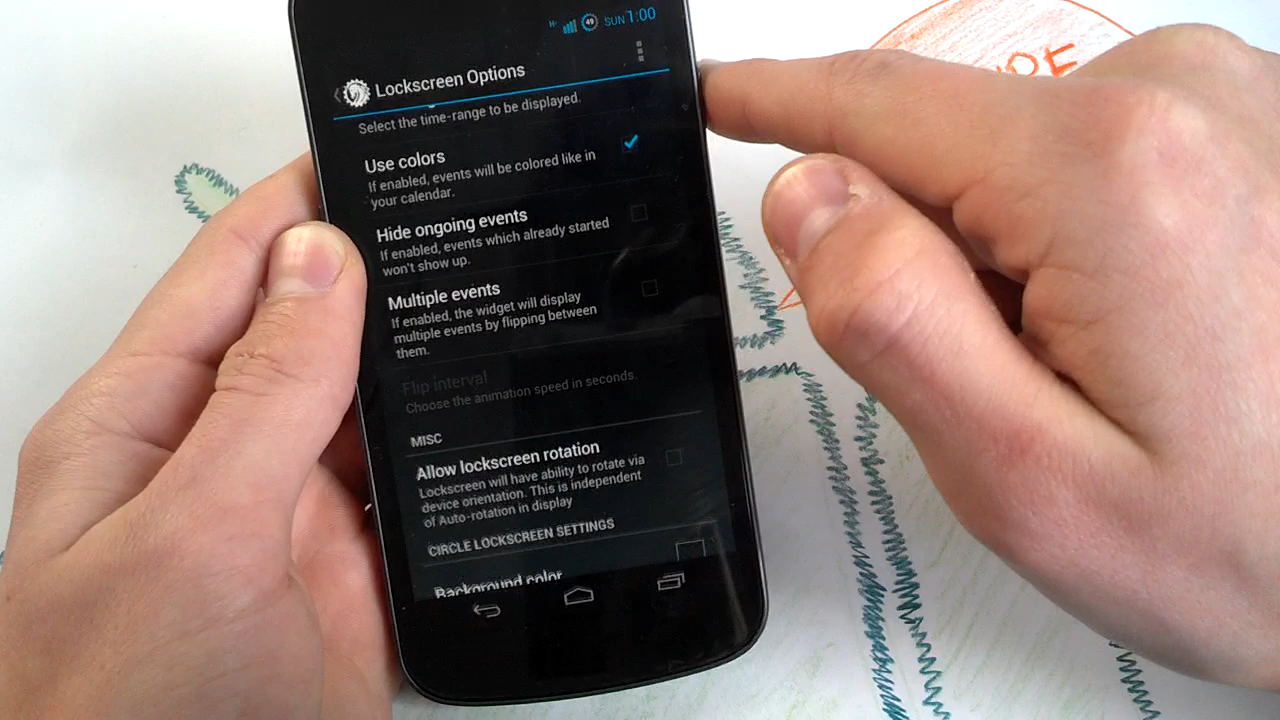 H+ 49 SUN 1:00
Lockscreen Options
Select the time-range to be displayed.
Use colors
If enabled, events will be colored like in
your calendar.
Hide ongoing events
If enabled, events which already started
won't show up.
Multiple events
If enabled, the widget will display
multiple events by flipping between
them.
Flip interval
Choose the animation speed in seconds.
MISC
Allow lockscreen rotation
Lockscreen will have ability to rotate via
device orientation. This is independent
of Auto-rotation in display
CIRCLE LOCKSCREEN SETTINGS
Background color